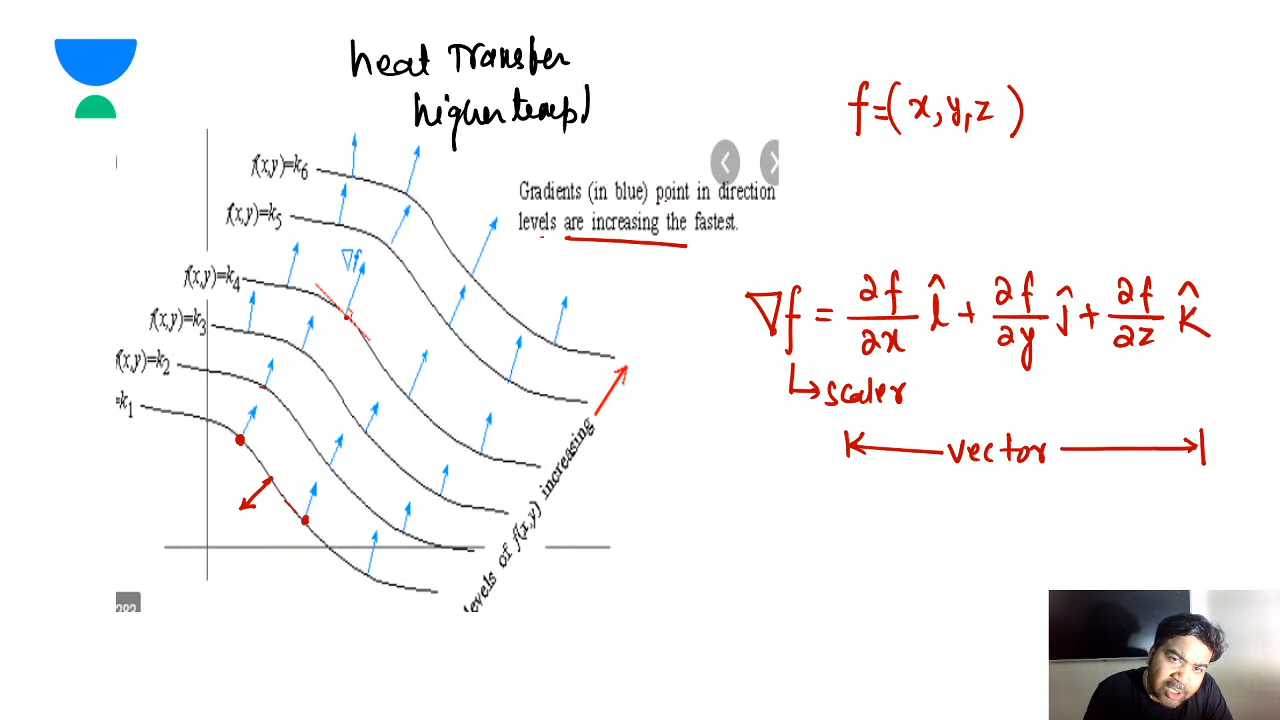 heat Transfer
higher temp
f=(x,y,z)
f(x,y)=k6
f(x,y)=k5
f(x,y)=k4
f(x,y)=k3
f(x,y)=k2
=k1
∇f
Gradients (in blue) point in direction
levels are increasing the fastest.
levels of f(x,y) increasing
∇f = ∂f/∂x î + ∂f/∂y ĵ + ∂f/∂z k̂
↳ scaler
vector